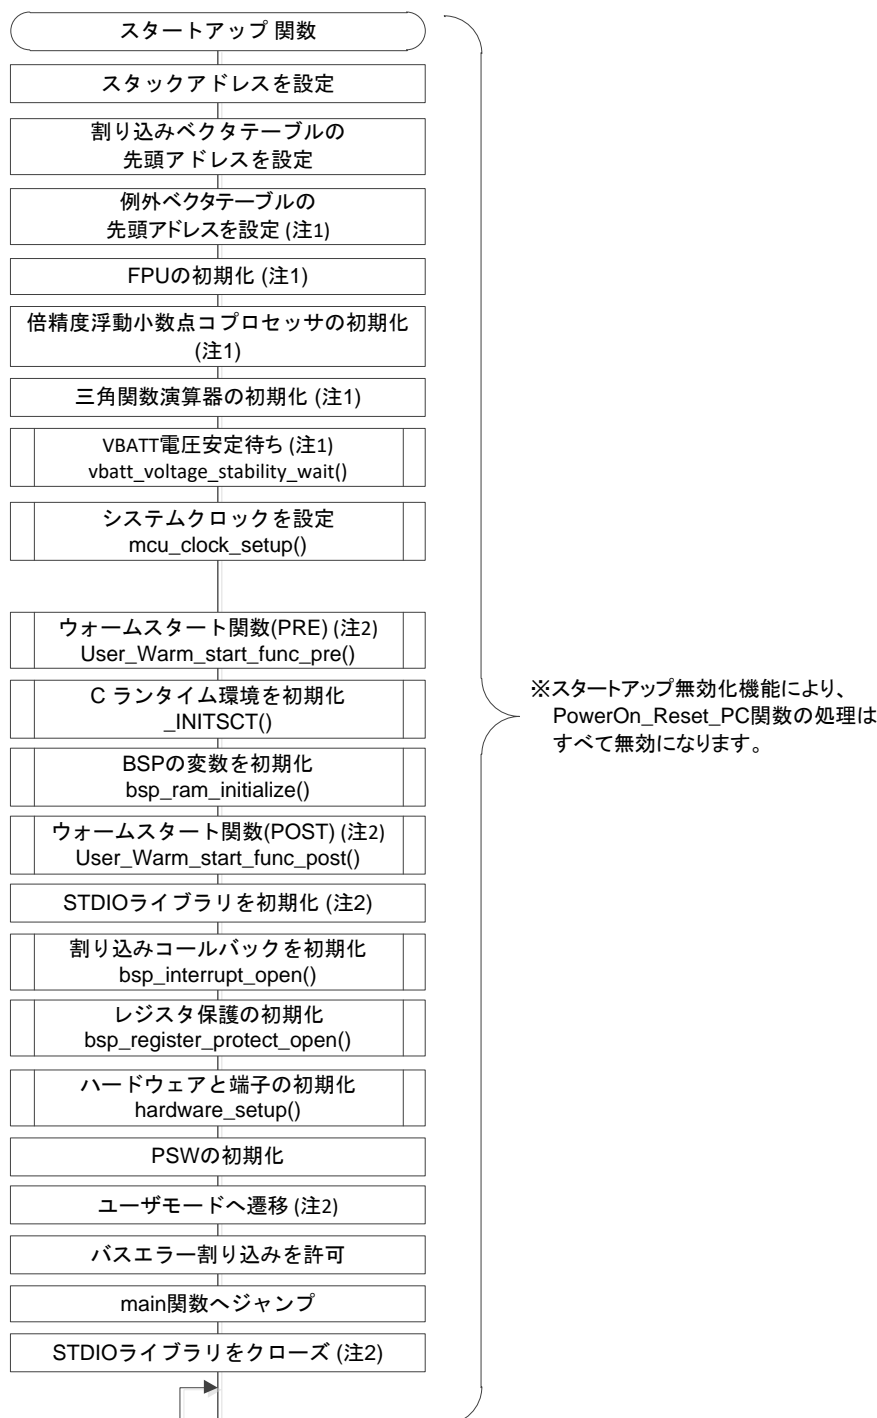 スタートアップ 関数
スタックアドレスを設定
割り込みベクタテーブルの
先頭アドレスを設定
例外ベクタテーブルの
先頭アドレスを設定 (注1)
FPUの初期化 (注1)
倍精度浮動小数点コプロセッサの初期化
(注1)
三角関数演算器の初期化 (注1)
VBATT電圧安定待ち (注1)
vbatt_voltage_stability_wait()
システムクロックを設定
mcu_clock_setup()
ウォームスタート関数(PRE) (注2)
User_Warm_start_func_pre()
C ランタイム環境を初期化
_INITSCT()
BSPの変数を初期化
bsp_ram_initialize()
ウォームスタート関数(POST) (注2)
User_Warm_start_func_post()
STDIOライブラリを初期化 (注2)
割り込みコールバックを初期化
bsp_interrupt_open()
レジスタ保護の初期化
bsp_register_protect_open()
ハードウェアと端子の初期化
hardware_setup()
PSWの初期化
ユーザモードへ遷移 (注2)
バスエラー割り込みを許可
main関数へジャンプ
STDIOライブラリをクローズ (注2)
※スタートアップ無効化機能により、
PowerOn_Reset_PC関数の処理は
すべて無効になります。